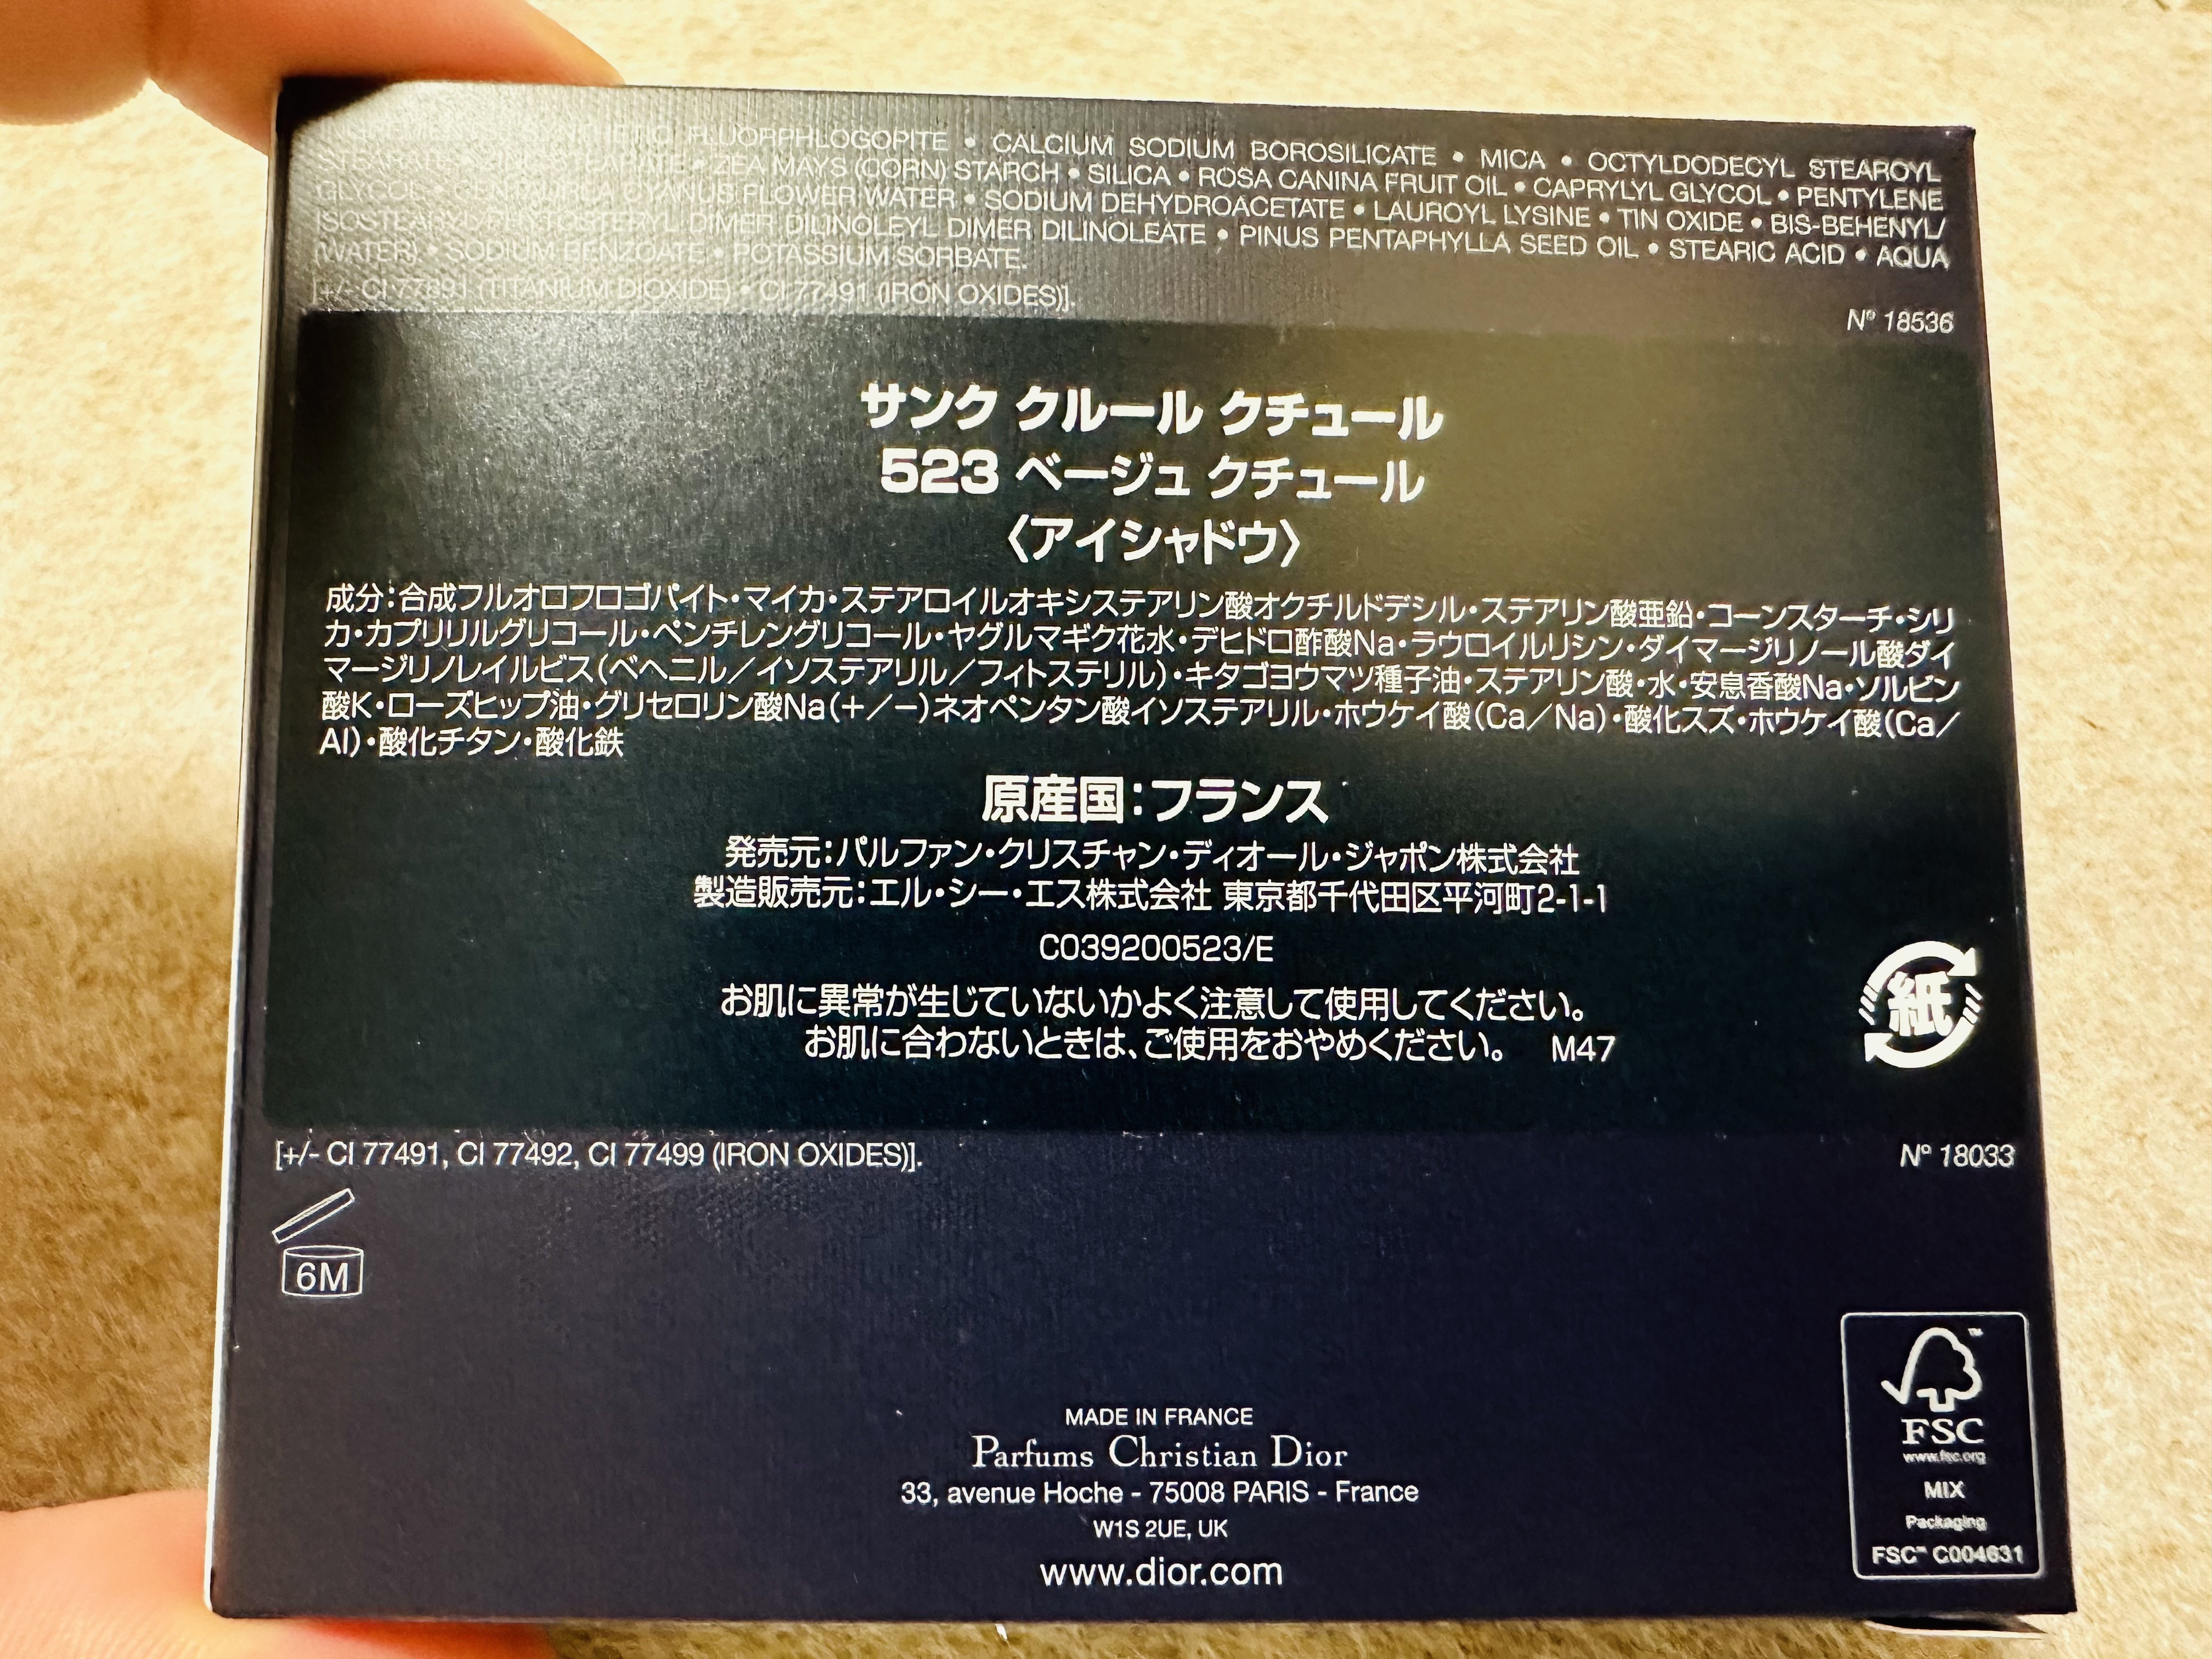 INGREDIENTS: SYNTHETIC FLUORPHLOGOPITE • CALCIUM SODIUM BOROSILICATE • MICA • OCTYLDODECYL STEAROYL
STEARATE • ZEA MAYS (CORN) STARCH • SILICA • ROSA CANINA FRUIT OIL • CAPRYLYL GLYCOL • PENTYLENE
GLYCOL • CENTAUREA CYANUS FLOWER WATER • SODIUM DEHYDROACETATE • LAUROYL LYSINE • TIN OXIDE • BIS-BEHENYL/
ISOSTEARYL/PHYTOSTERYL DIMER DILINOLEYL DIMER DILINOLEATE • PINUS PENTAPHYLLA SEED OIL • STEARIC ACID • AQUA
(WATER) • SODIUM BENZOATE • POTASSIUM SORBATE.
[+/- CI 77891 (TITANIUM DIOXIDE) • CI 77491 (IRON OXIDES)].
N° 18536
サンク クルール クチュール
523 ベージュ クチュール
〈アイシャドウ〉
成分:合成フルオロフロゴパイト・マイカ・ステアロイルオキシステアリン酸オクチルドデシル・ステアリン酸亜鉛・コーンスターチ・シリ
カ・カプリリルグリコール・ペンチレングリコール・ヤグルマギク花水・デヒドロ酢酸Na・ラウロイルリシン・ダイマージリノール酸ダイ
マージリノレイルビス(ベヘニル/イソステアリル/フィトステリル)・キタゴヨウマツ種子油・ステアリン酸・水・安息香酸Na・ソルビン
酸K・ローズヒップ油・グリセロリン酸Na(+/−)ネオペンタン酸イソステアリル・ホウケイ酸(Ca/Na)・酸化スズ・ホウケイ酸(Ca/
Al)・酸化チタン・酸化鉄
原産国:フランス
発売元:パルファン・クリスチャン・ディオール・ジャポン株式会社
製造販売元:エル・シー・エス株式会社 東京都千代田区平河町2-1-1
C039200523/E
お肌に異常が生じていないかよく注意して使用してください。
お肌に合わないときは、ご使用をおやめください。 M47
紙
[+/- CI 77491, CI 77492, CI 77499 (IRON OXIDES)].
N° 18033
6M
MADE IN FRANCE
Parfums Christian Dior
33, avenue Hoche - 75008 PARIS - France
W1S 2UE, UK
www.dior.com
FSC
www.fsc.org
MIX
Packaging
FSC™ C004631